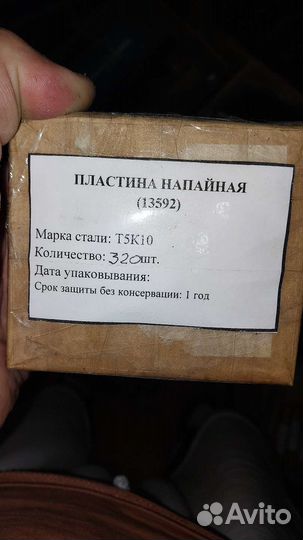 ПЛАСТИНА НАПАЙНАЯ
(13592)
Марка стали: Т5К10
Количество: 320шт.
Дата упаковывания:
Срок защиты без консервации: 1 год
Avito